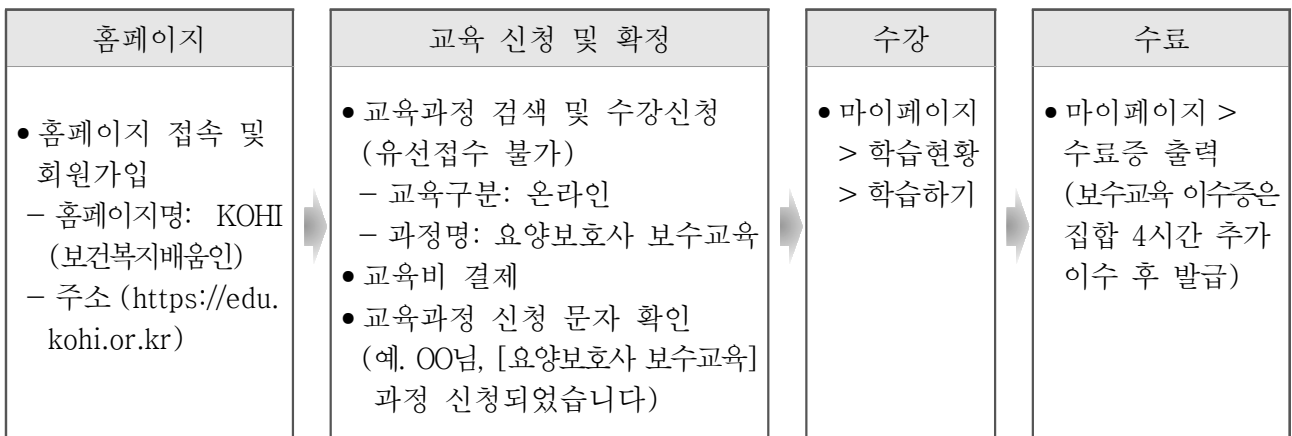 홈페이지
• 홈페이지 접속 및
회원가입
- 홈페이지명: KOHI
(보건복지배움인)
- 주소 (https://edu.
kohi.or.kr)
교육 신청 및 확정
• 교육과정 검색 및 수강신청
(유선접수 불가)
- 교육구분: 온라인
- 과정명: 요양보호사 보수교육
• 교육비 결제
• 교육과정 신청 문자 확인
(예. OO님, [요양보호사 보수교육]
과정 신청되었습니다)
수강
• 마이페이지
> 학습현황
> 학습하기
수료
• 마이페이지 >
수료증 출력
(보수교육 이수증은
집합 4시간 추가
이수 후 발급)